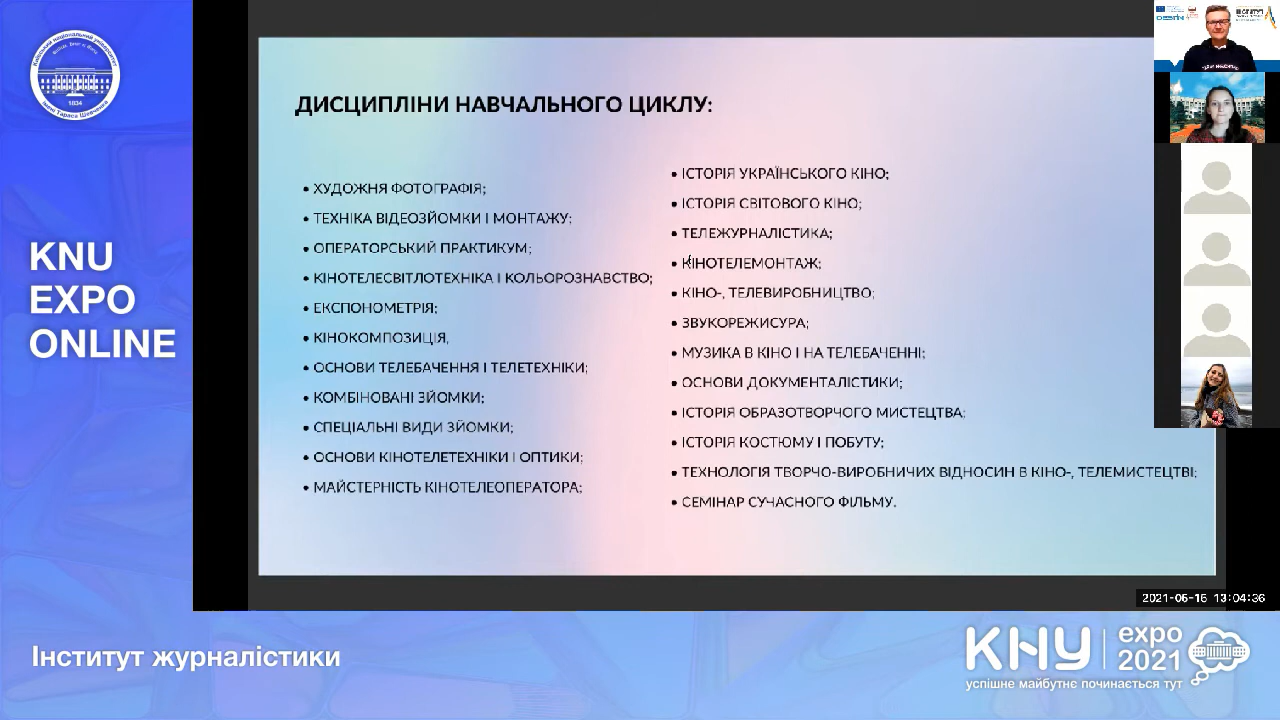 KNU
EXPO
ONLINE
1834
ДИСЦИПЛІНИ НАВЧАЛЬНОГО ЦИКЛУ:
• ХУДОЖНЯ ФОТОГРАФІЯ;
• ТЕХНІКА ВІДЕОЗЙОМКИ І МОНТАЖУ;
• ОПЕРАТОРСЬКИЙ ПРАКТИКУМ;
• КІНОТЕЛЕСВІТЛОТЕХНІКА І КОЛЬОРОЗНАВСТВО;
• ЕКСПОНОМЕТРІЯ;
• КІНОКОМПОЗИЦІЯ,
• ОСНОВИ ТЕЛЕБАЧЕННЯ І ТЕЛЕТЕХНІКИ;
• КОМБІНОВАНІ ЗЙОМКИ;
• СПЕЦІАЛЬНІ ВИДИ ЗЙОМКИ;
• ОСНОВИ КІНОТЕЛЕТЕХНІКИ І ОПТИКИ;
• МАЙСТЕРНІСТЬ КІНОТЕЛЕОПЕРАТОРА;
• ІСТОРІЯ УКРАЇНСЬКОГО КІНО;
• ІСТОРІЯ СВІТОВОГО КІНО;
• ТЕЛЕЖУРНАЛІСТИКА;
• КІНОТЕЛЕМОНТАЖ;
• КІНО-, ТЕЛЕВИРОБНИЦТВО;
• ЗВУКОРЕЖИСУРА;
• МУЗИКА В КІНО І НА ТЕЛЕБАЧЕННІ;
• ОСНОВИ ДОКУМЕНТАЛІСТИКИ;
• ІСТОРІЯ ОБРАЗОТВОРЧОГО МИСТЕЦТВА;
• ІСТОРІЯ КОСТЮМУ І ПОБУТУ;
• ТЕХНОЛОГІЯ ТВОРЧО-ВИРОБНИЧИХ ВІДНОСИН В КІНО-, ТЕЛЕМИСТЕЦТВІ;
• СЕМІНАР СУЧАСНОГО ФІЛЬМУ.
2021-06-16 13:04:36
Інститут журналістики
КНУ
expo
2021
успішне майбутнє починається тут